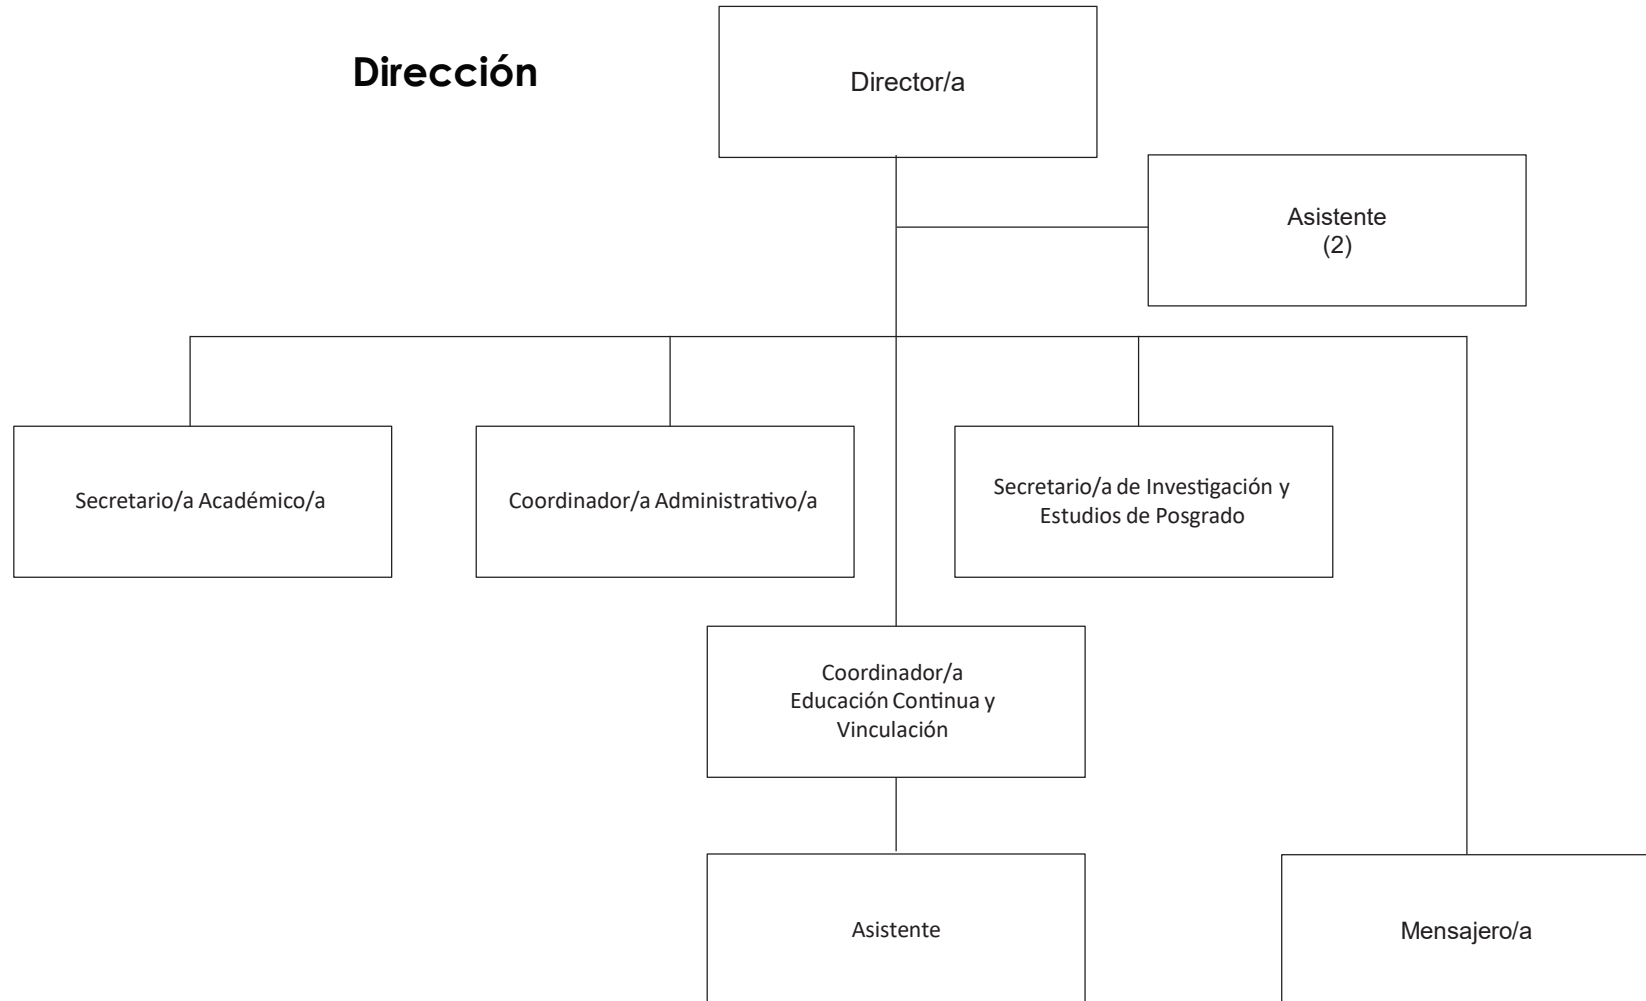 Dirección
Director/a
Asistente
(2)
Secretario/a Académico/a
Coordinador/a Administrativo/a
Secretario/a de Investigación y
Estudios de Posgrado
Coordinador/a
Educación Continua y
Vinculación
Asistente
Mensajero/a